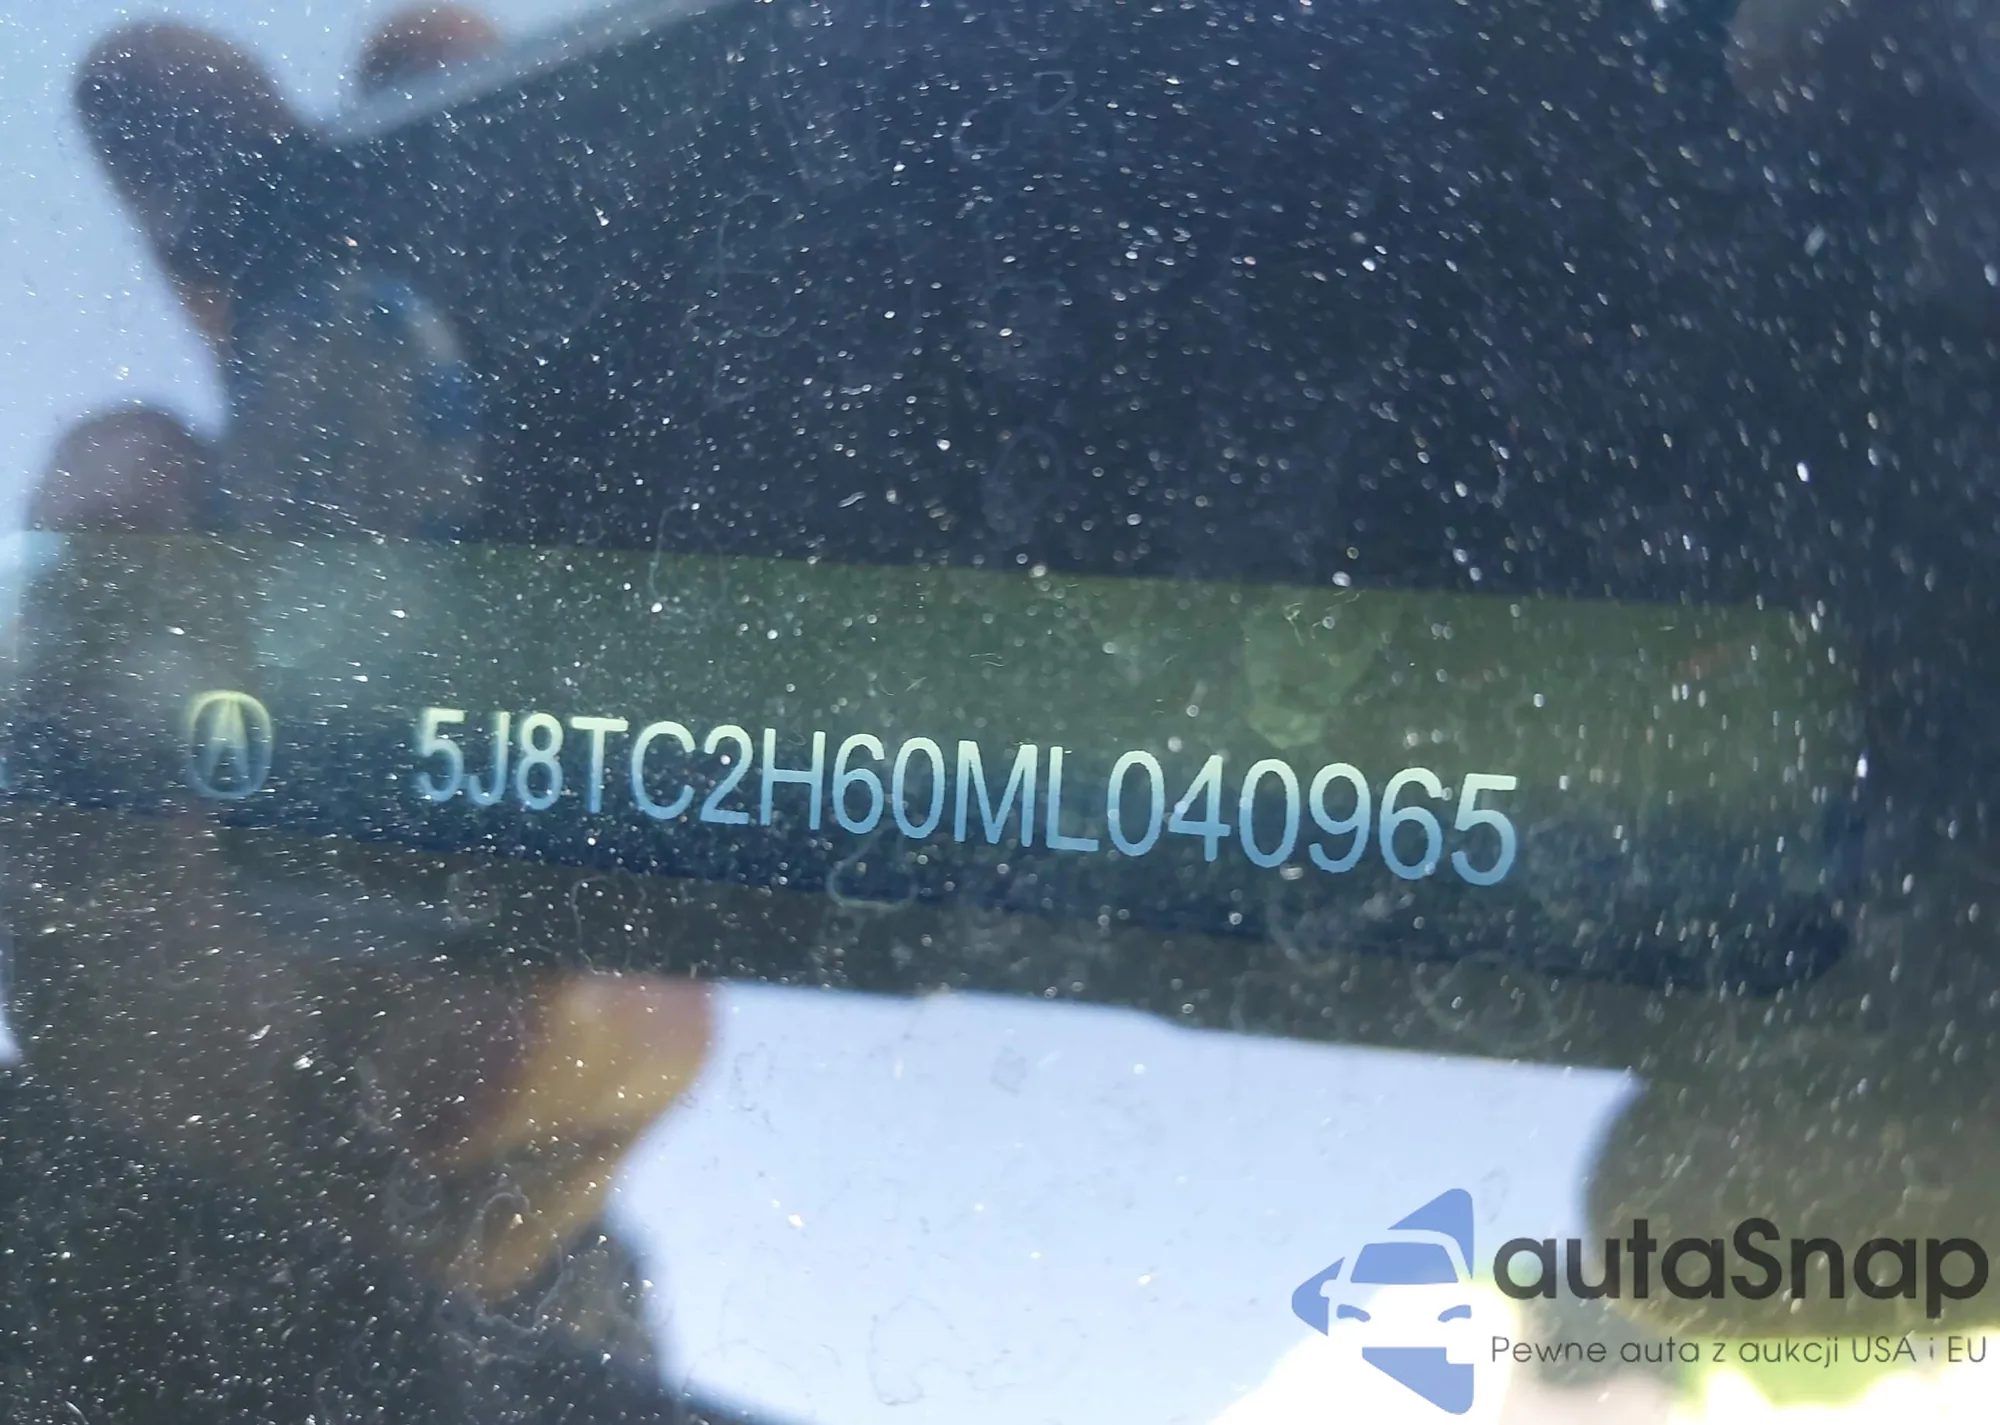 5J8TC2H60ML040965
autaSnap
Pewne auta z aukcji USA i EU